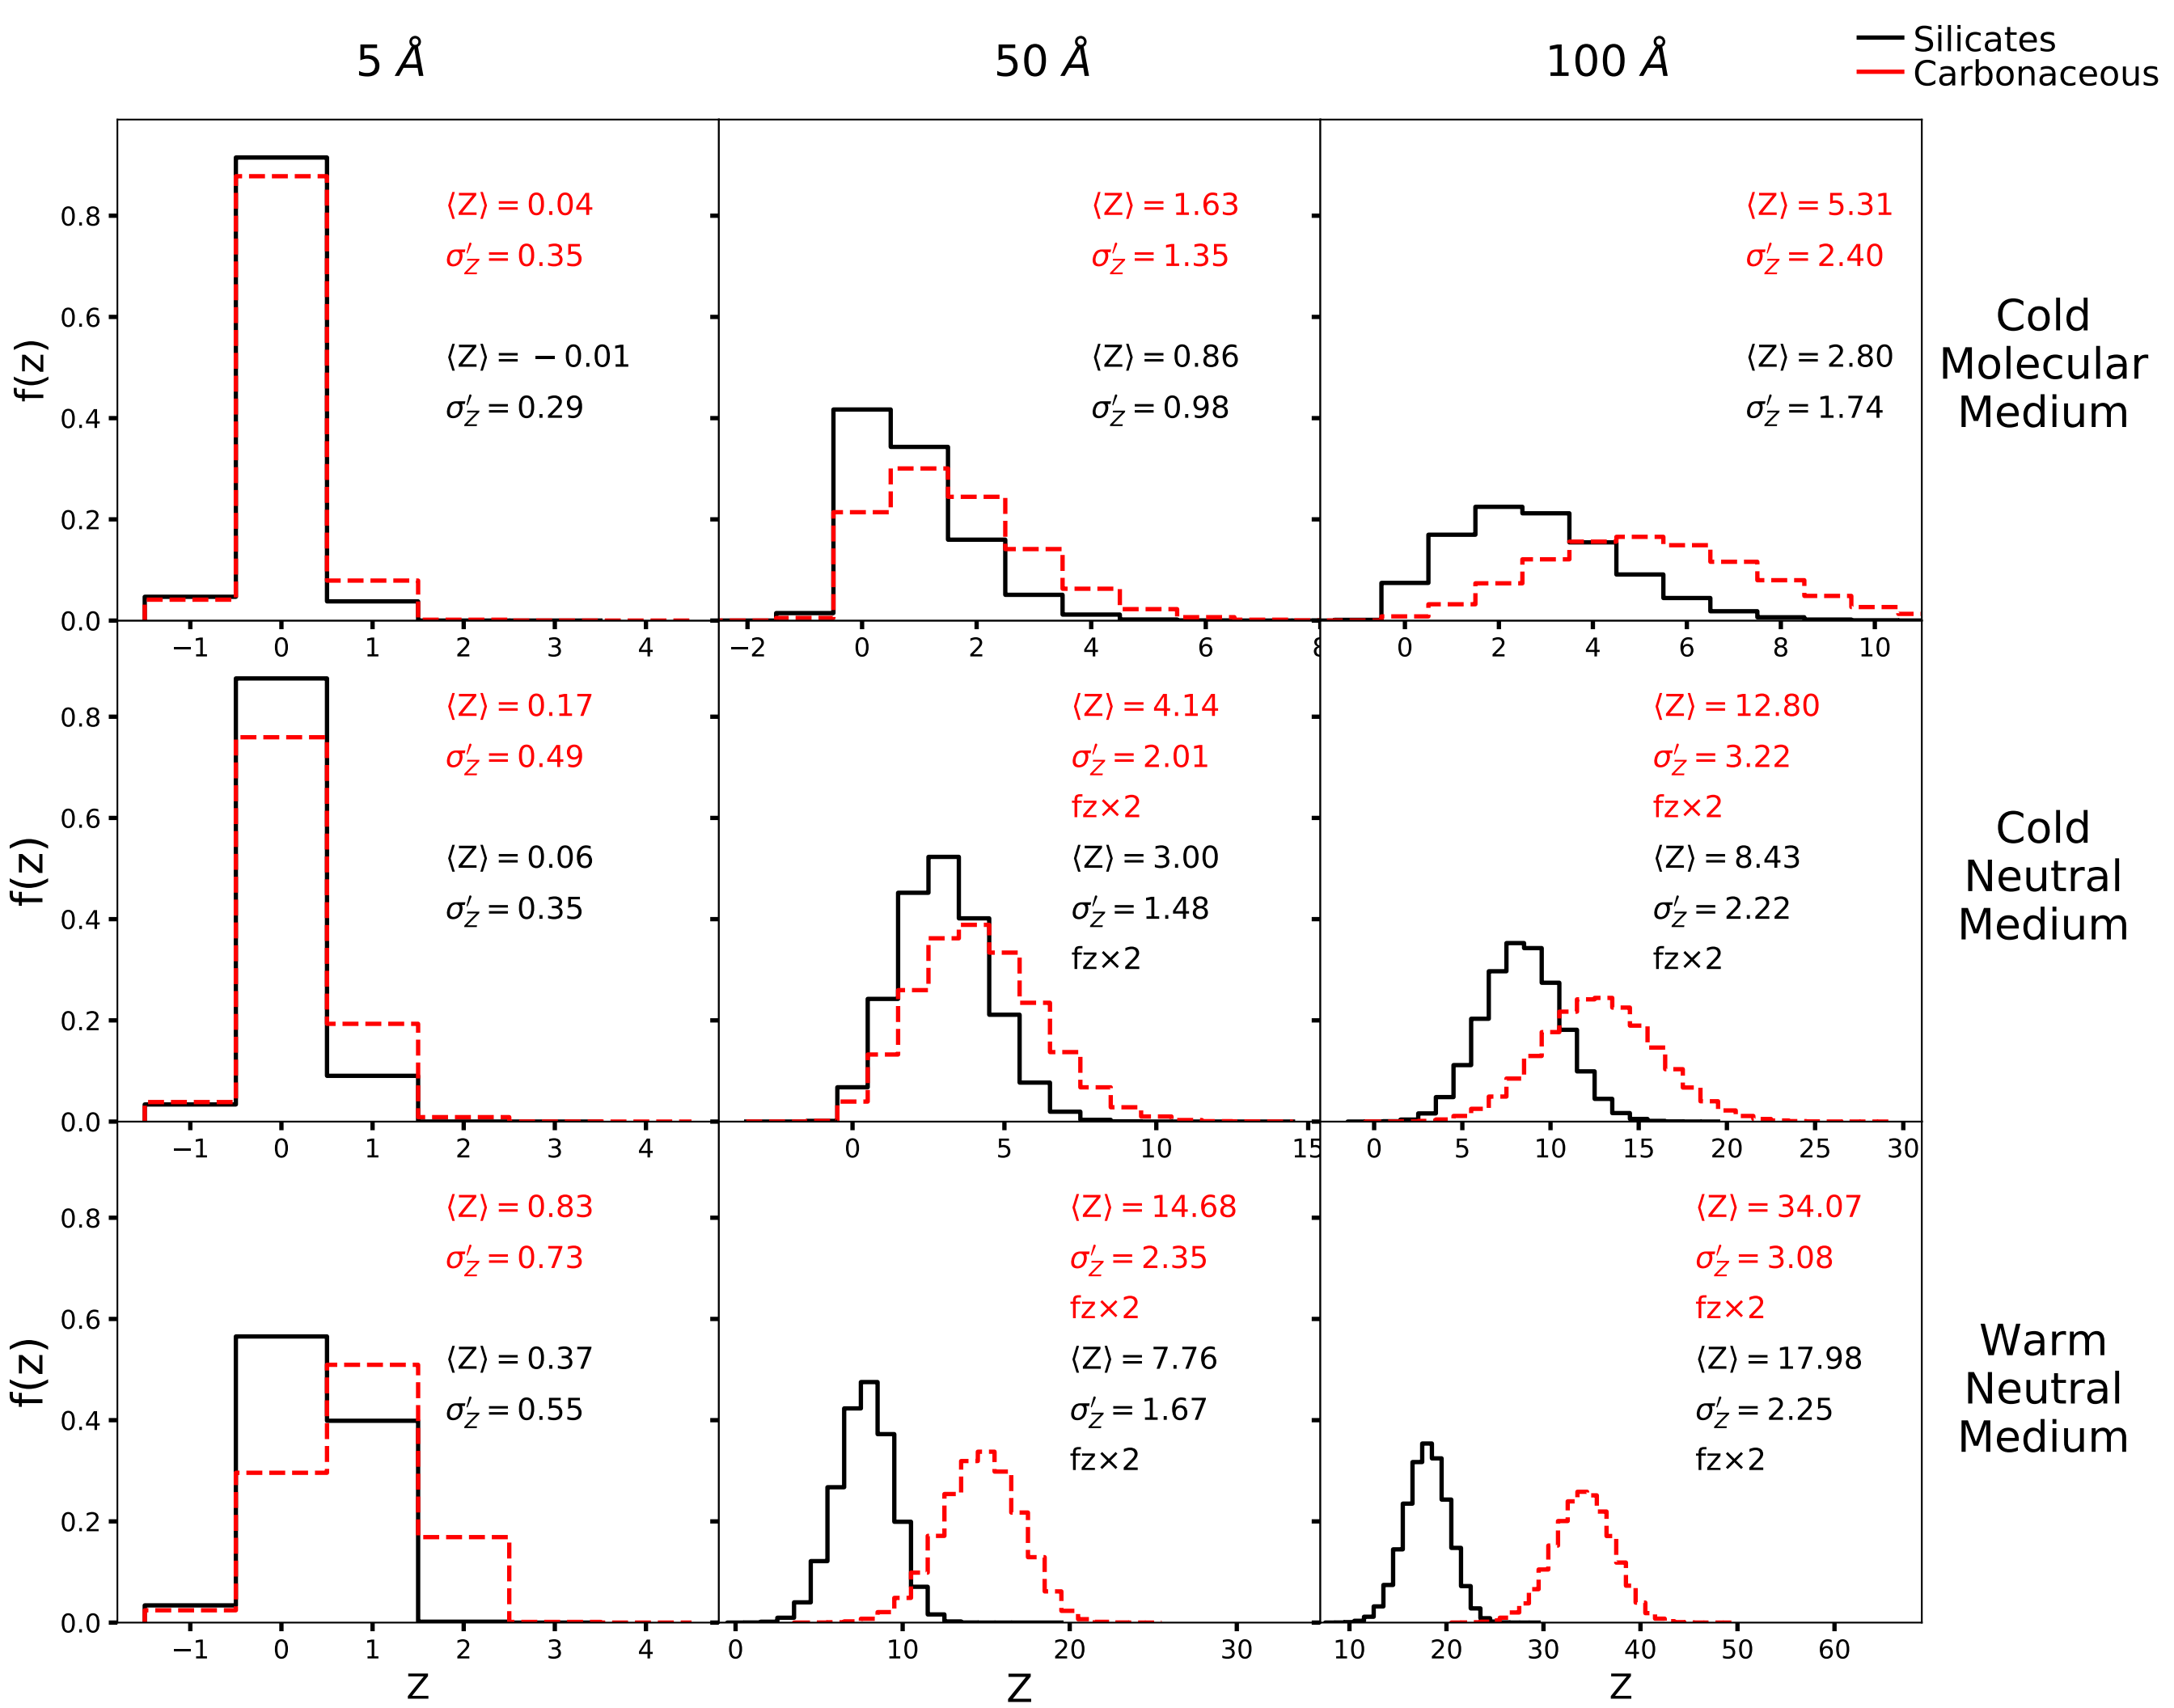 5 Å
50 Å
100 Å
Silicates
Carbonaceous
f(z)
0.8
0.6
0.4
0.2
0.0
⟨Z⟩ = 0.04
σ′Z = 0.35
⟨Z⟩ = − 0.01
σ′Z = 0.29
−1 0 1 2 3 4
⟨Z⟩ = 1.63
σ′Z = 1.35
⟨Z⟩ = 0.86
σ′Z = 0.98
−2 0 2 4 6 8
⟨Z⟩ = 5.31
σ′Z = 2.40
⟨Z⟩ = 2.80
σ′Z = 1.74
0 2 4 6 8 10
Cold
Molecular
Medium
f(z)
0.8
0.6
0.4
0.2
0.0
⟨Z⟩ = 0.17
σ′Z = 0.49
⟨Z⟩ = 0.06
σ′Z = 0.35
−1 0 1 2 3 4
⟨Z⟩ = 4.14
σ′Z = 2.01
fz×2
⟨Z⟩ = 3.00
σ′Z = 1.48
fz×2
0 5 10 15
⟨Z⟩ = 12.80
σ′Z = 3.22
fz×2
⟨Z⟩ = 8.43
σ′Z = 2.22
fz×2
0 5 10 15 20 25 30
Cold
Neutral
Medium
f(z)
0.8
0.6
0.4
0.2
0.0
⟨Z⟩ = 0.83
σ′Z = 0.73
⟨Z⟩ = 0.37
σ′Z = 0.55
−1 0 1 2 3 4
Z
⟨Z⟩ = 14.68
σ′Z = 2.35
fz×2
⟨Z⟩ = 7.76
σ′Z = 1.67
fz×2
0 10 20 30
Z
⟨Z⟩ = 34.07
σ′Z = 3.08
fz×2
⟨Z⟩ = 17.98
σ′Z = 2.25
fz×2
10 20 30 40 50 60
Z
Warm
Neutral
Medium